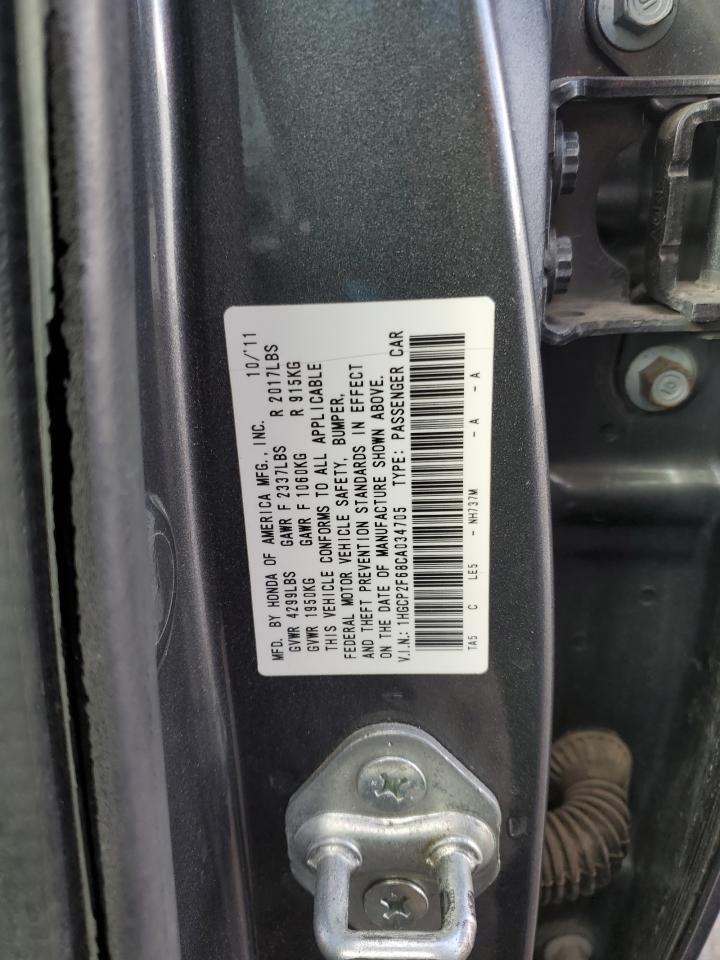 MFD. BY HONDA OF AMERICA MFG., INC. 10/'11
GVWR 4299LBS GAWR F 2337LBS R 2017LBS
GVWR 1950KG GAWR F 1060KG R 915KG
THIS VEHICLE CONFORMS TO ALL APPLICABLE
FEDERAL MOTOR VEHICLE SAFETY, BUMPER,
AND THEFT PREVENTION STANDARDS IN EFFECT
ON THE DATE OF MANUFACTURE SHOWN ABOVE.
V.I.N.: 1HGCP2F68CA034705 TYPE: PASSENGER CAR
TA5 C LE5 - NH737M - A - A